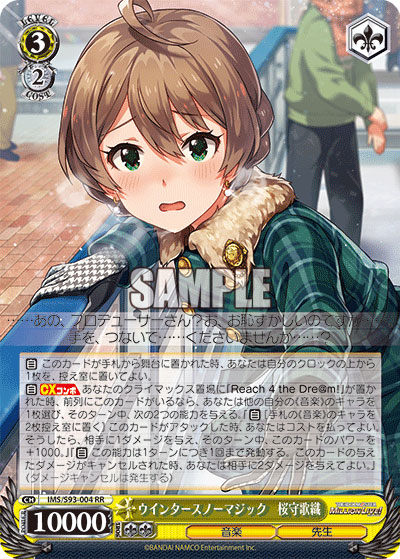 LEVEL
3
2
COST
SAMPLE
………あの、プロデューサーさん？お、お恥ずかしいのですが……
手を、つないで……くださいませんか……？
【自】 このカードが手札から舞台に置かれた時、あなたは自分のクロックの上から
1枚を、控え室に置いてよい。
【自】 CXコンボ あなたのクライマックス置場に「Reach 4 the Dre@m!」が置か
れた時、前列にこのカードがいるなら、あなたは他の自分の《音楽》のキャラを
1枚選び、そのターン中、次の2つの能力を与える。『【自】［手札の《音楽》のキャラを
2枚控え室に置く］ このカードがアタックした時、あなたはコストを払ってよい。
そうしたら、相手に1ダメージを与え、そのターン中、このカードのパワーを
+1000。』『【自】 この能力は1ターンにつき1回まで発動する。 このカードの与え
たダメージがキャンセルされた時、あなたは相手に2ダメージを与えてよい。』
（ダメージキャンセルは発生する）
CH
IMS/S93-004 RR
10000
ウインタースノーマジック 桜守歌織
音楽
先生
THE IDOLM@STER
MILLION LIVE!
©BANDAI NAMCO Entertainment Inc.